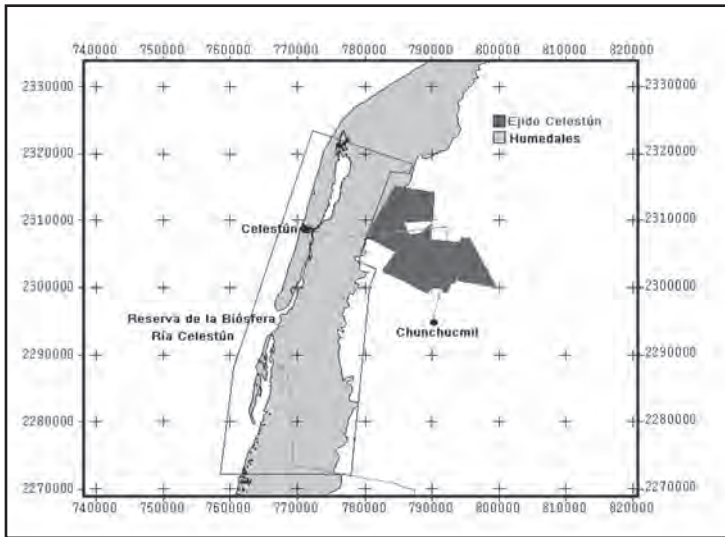 740000 750000 760000 770000 780000 790000 800000 820000
2330000 2330000
Ejido Celestún
Humedales
2320000 2320000
2310000 2310000
Celestún
2300000 2300000
Reserva de la Biósfera
Ría Celestún
Chunchucmil
2290000 2290000
2280000 2280000
2270000 2270000
740000 750000 760000 770000 780000 790000 800000 820000